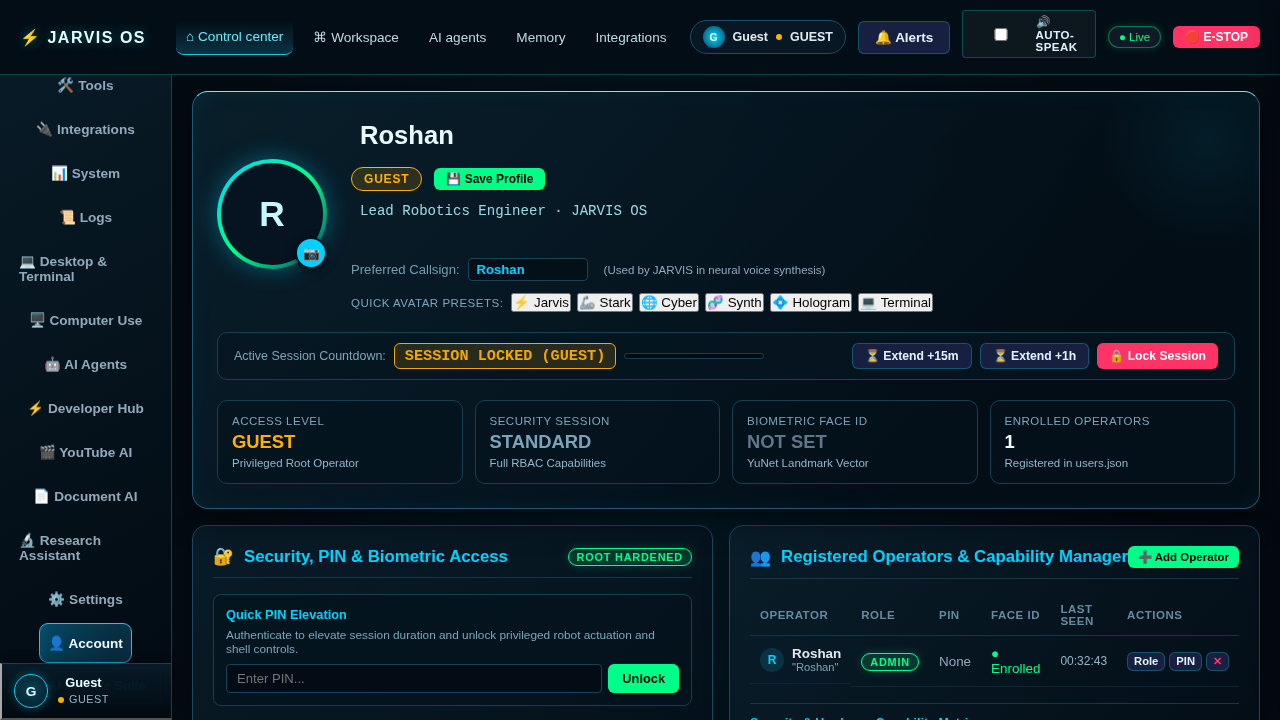 ⚡ JARVIS OS
⌂ Control center
⌘ Workspace
AI agents
Memory
Integrations
G Guest ● GUEST
🔔 Alerts
🔊
AUTO-
SPEAK
● Live
🛑 E-STOP
🛠️ Tools
🔌 Integrations
📊 System
📜 Logs
💻 Desktop &
Terminal
🖥️ Computer Use
🤖 AI Agents
⚡ Developer Hub
🎬 YouTube AI
📄 Document AI
🔬 Research
Assistant
⚙️ Settings
👤 Account
G
Guest
● GUEST
Roshan
R
📷
GUEST
💾 Save Profile
Lead Robotics Engineer · JARVIS OS
Preferred Callsign: Roshan (Used by JARVIS in neural voice synthesis)
QUICK AVATAR PRESETS: ⚡ Jarvis 🦾 Stark 🌐 Cyber 🧬 Synth 💠 Hologram 💻 Terminal
Active Session Countdown: SESSION LOCKED (GUEST) ⏳ Extend +15m ⏳ Extend +1h 🔒 Lock Session
ACCESS LEVEL
GUEST
Privileged Root Operator
SECURITY SESSION
STANDARD
Full RBAC Capabilities
BIOMETRIC FACE ID
NOT SET
YuNet Landmark Vector
ENROLLED OPERATORS
1
Registered in users.json
🔐 Security, PIN & Biometric Access ROOT HARDENED
Quick PIN Elevation
Authenticate to elevate session duration and unlock privileged robot actuation and
shell controls.
Enter PIN... Unlock
👥 Registered Operators & Capability Manager ➕ Add Operator
OPERATOR ROLE PIN FACE ID LAST
SEEN ACTIONS
R Roshan
"Roshan"
ADMIN None ●
Enrolled 00:32:43 Role PIN ✕